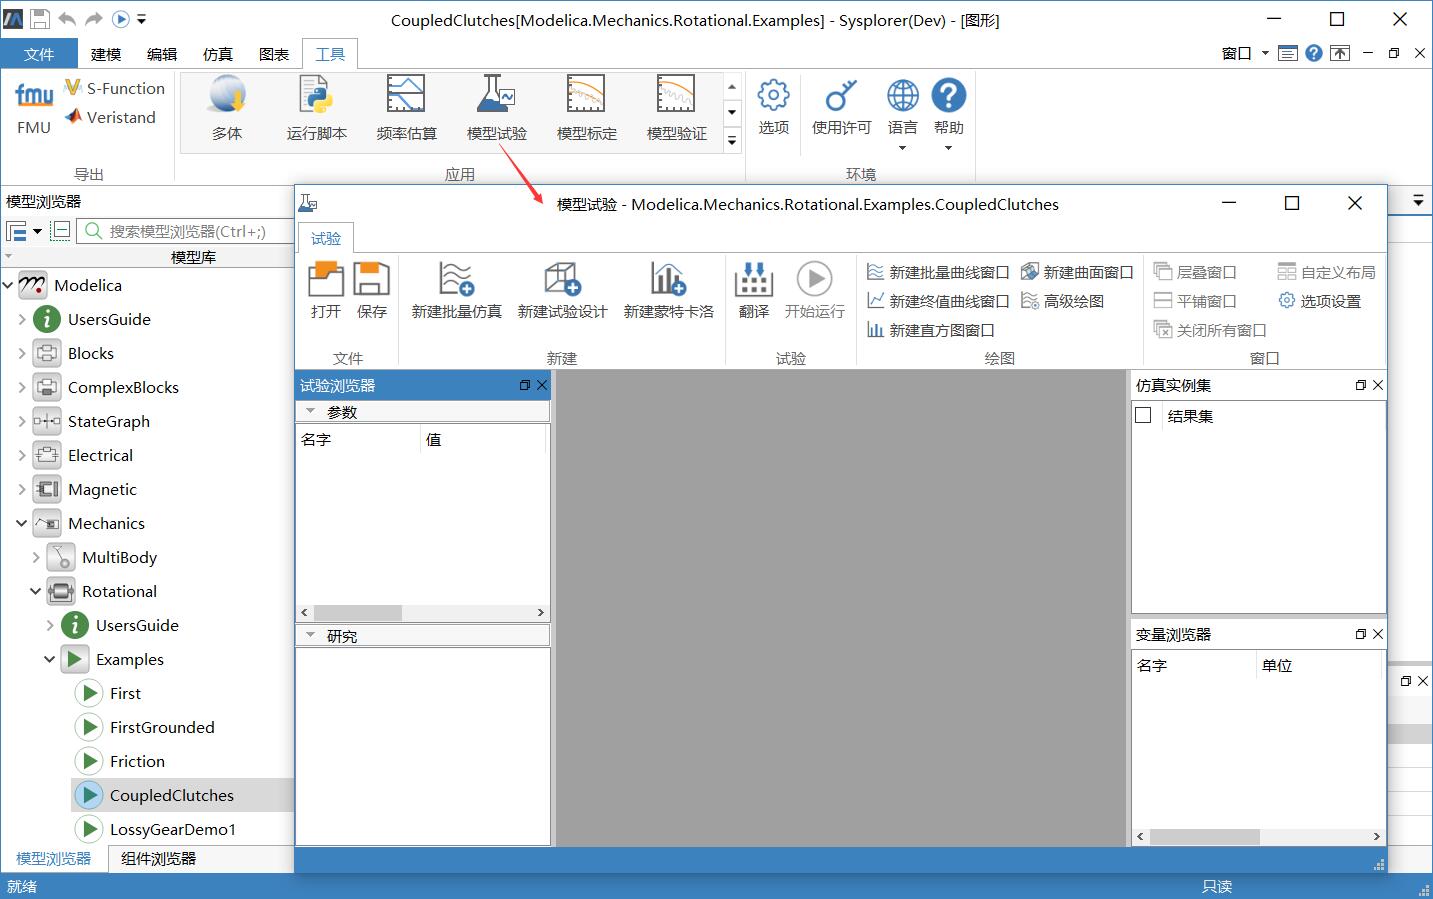 CoupledClutches[Modelica.Mechanics.Rotational.Examples] - Sysplorer(Dev) - [图形]
文件 建模 编辑 仿真 图表 工具 窗口
fmu S-Function
FMU Veristand
多体 运行脚本 频率估算 模型试验 模型标定 模型验证 选项 使用许可 语言 帮助
导出 应用 环境
模型浏览器
搜索模型浏览器(Ctrl+;)
模型库
Modelica
UsersGuide
Blocks
ComplexBlocks
StateGraph
Electrical
Magnetic
Mechanics
MultiBody
Rotational
UsersGuide
Examples
First
FirstGrounded
Friction
CoupledClutches
LossyGearDemo1
模型浏览器 组件浏览器
模型试验 - Modelica.Mechanics.Rotational.Examples.CoupledClutches
试验
打开 保存 新建批量仿真 新建试验设计 新建蒙特卡洛 翻译 开始运行
新建批量曲线窗口 新建曲面窗口 层叠窗口 自定义布局
新建终值曲线窗口 高级绘图 平铺窗口 选项设置
新建直方图窗口 关闭所有窗口
文件 新建 试验 绘图 窗口
试验浏览器
参数
名字 值
研究
仿真实例集
结果集
变量浏览器
名字 单位
就绪 只读